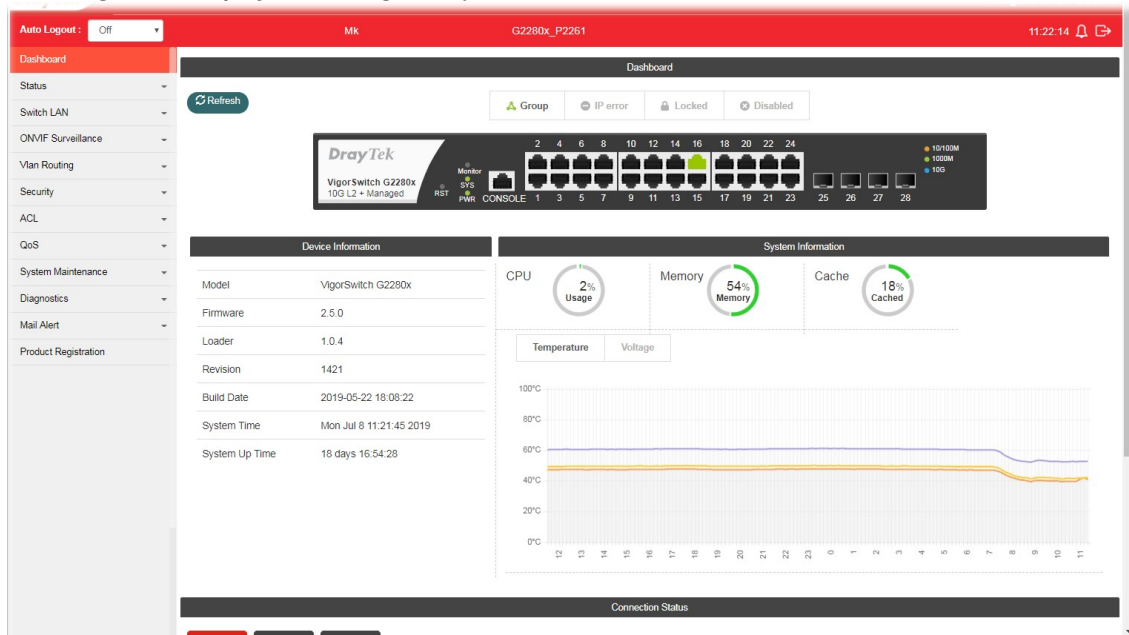 Auto Logout : Off Mk G2280x_P2261 11:22:14
Dashboard
Status
Switch LAN
ONVIF Surveillance
Vlan Routing
Security
ACL
QoS
System Maintenance
Diagnostics
Mail Alert
Product Registration
Dashboard
Refresh
Group IP error Locked Disabled
DrayTek
VigorSwitch G2280x
10G L2 + Managed
RST
Monitor
SYS
PWR
CONSOLE
2 4 6 8 10 12 14 16 18 20 22 24
1 3 5 7 9 11 13 15 17 19 21 23 25 26 27 28
10/100M
1000M
10G
Device Information
Model VigorSwitch G2280x
Firmware 2.5.0
Loader 1.0.4
Revision 1421
Build Date 2019-05-22 18:08:22
System Time Mon Jul 8 11:21:45 2019
System Up Time 18 days 16:54:28
System Information
CPU 2% Usage
Memory 54% Memory
Cache 18% Cached
Temperature Voltage
100°C
80°C
60°C
40°C
20°C
0°C
12 13 14 15 16 17 18 19 20 21 22 23 0 1 2 3 4 5 6 7 8 9 10 11
Connection Status